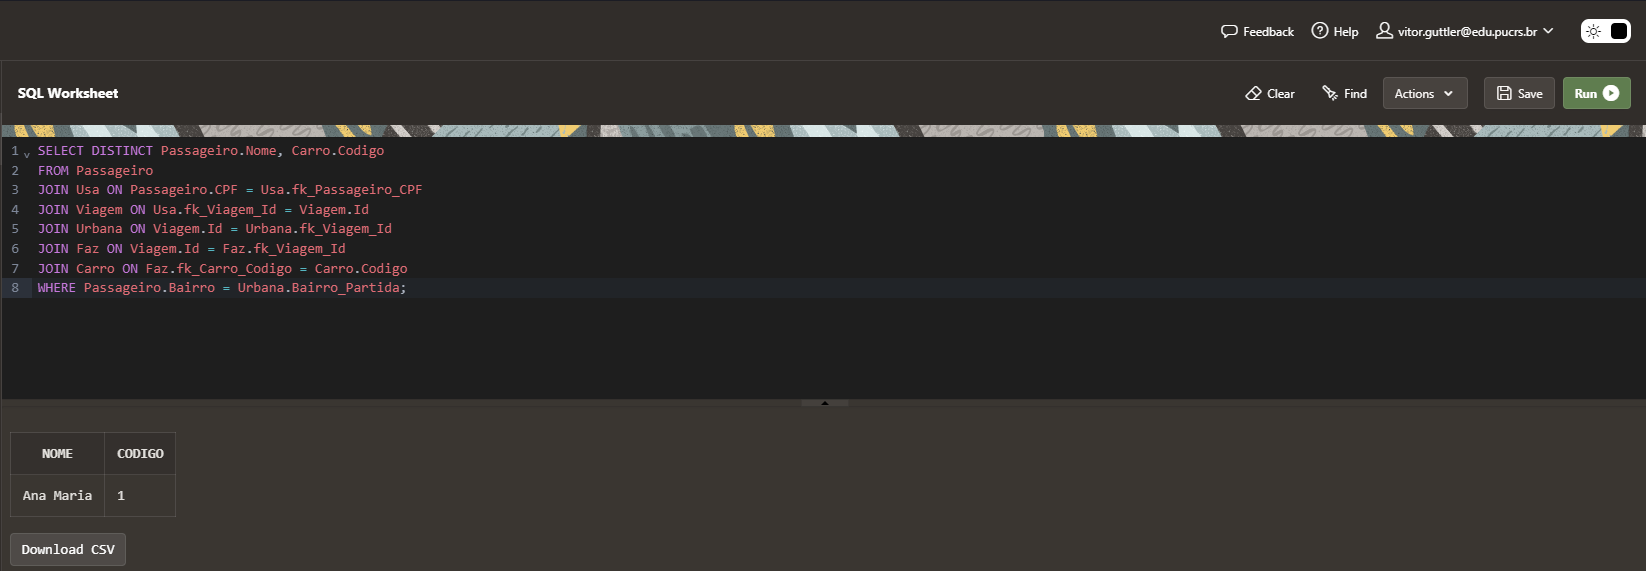 Feedback Help vitor.guttler@edu.pucrs.br
SQL Worksheet Clear Find Actions Save Run
1 SELECT DISTINCT Passageiro.Nome, Carro.Codigo
2 FROM Passageiro
3 JOIN Usa ON Passageiro.CPF = Usa.fk_Passageiro_CPF
4 JOIN Viagem ON Usa.fk_Viagem_Id = Viagem.Id
5 JOIN Urbana ON Viagem.Id = Urbana.fk_Viagem_Id
6 JOIN Faz ON Viagem.Id = Faz.fk_Viagem_Id
7 JOIN Carro ON Faz.fk_Carro_Codigo = Carro.Codigo
8 WHERE Passageiro.Bairro = Urbana.Bairro_Partida;
NOME CODIGO
Ana Maria 1
Download CSV